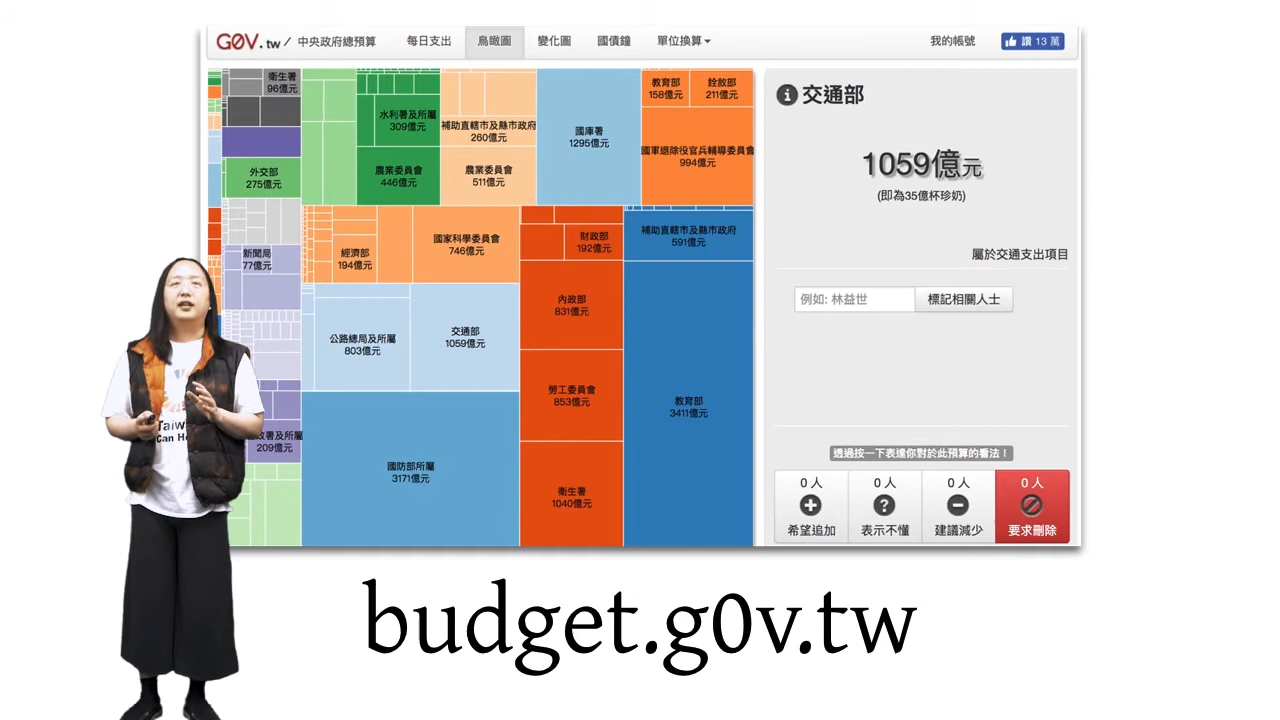 G0V.tw / 中央政府總預算 每日支出 鳥瞰圖 變化圖 國債鐘 單位換算 我的帳號 讚 13 萬
衛生署
96億元
水利署及所屬
309億元
補助直轄市及縣市政府
260億元
國庫署
1295億元
教育部
158億元
銓敘部
211億元
外交部
275億元
農業委員會
446億元
農業委員會
511億元
國軍退除役官兵輔導委員會
994億元
新聞局
77億元
經濟部
194億元
國家科學委員會
746億元
財政部
192億元
補助直轄市及縣市政府
591億元
公路總局及所屬
803億元
交通部
1059億元
內政部
831億元
勞工委員會
853億元
教育部
3411億元
政署及所屬
209億元
國防部所屬
3171億元
衛生署
1040億元
交通部
1059億元
(即為35億杯珍奶)
屬於交通支出項目
例如: 林益世 標記相關人士
透過按一下表達你對於此預算的看法！
0 人 0 人 0 人 0 人
希望追加 表示不懂 建議減少 要求刪除
Taiw
Can He
budget.g0v.tw